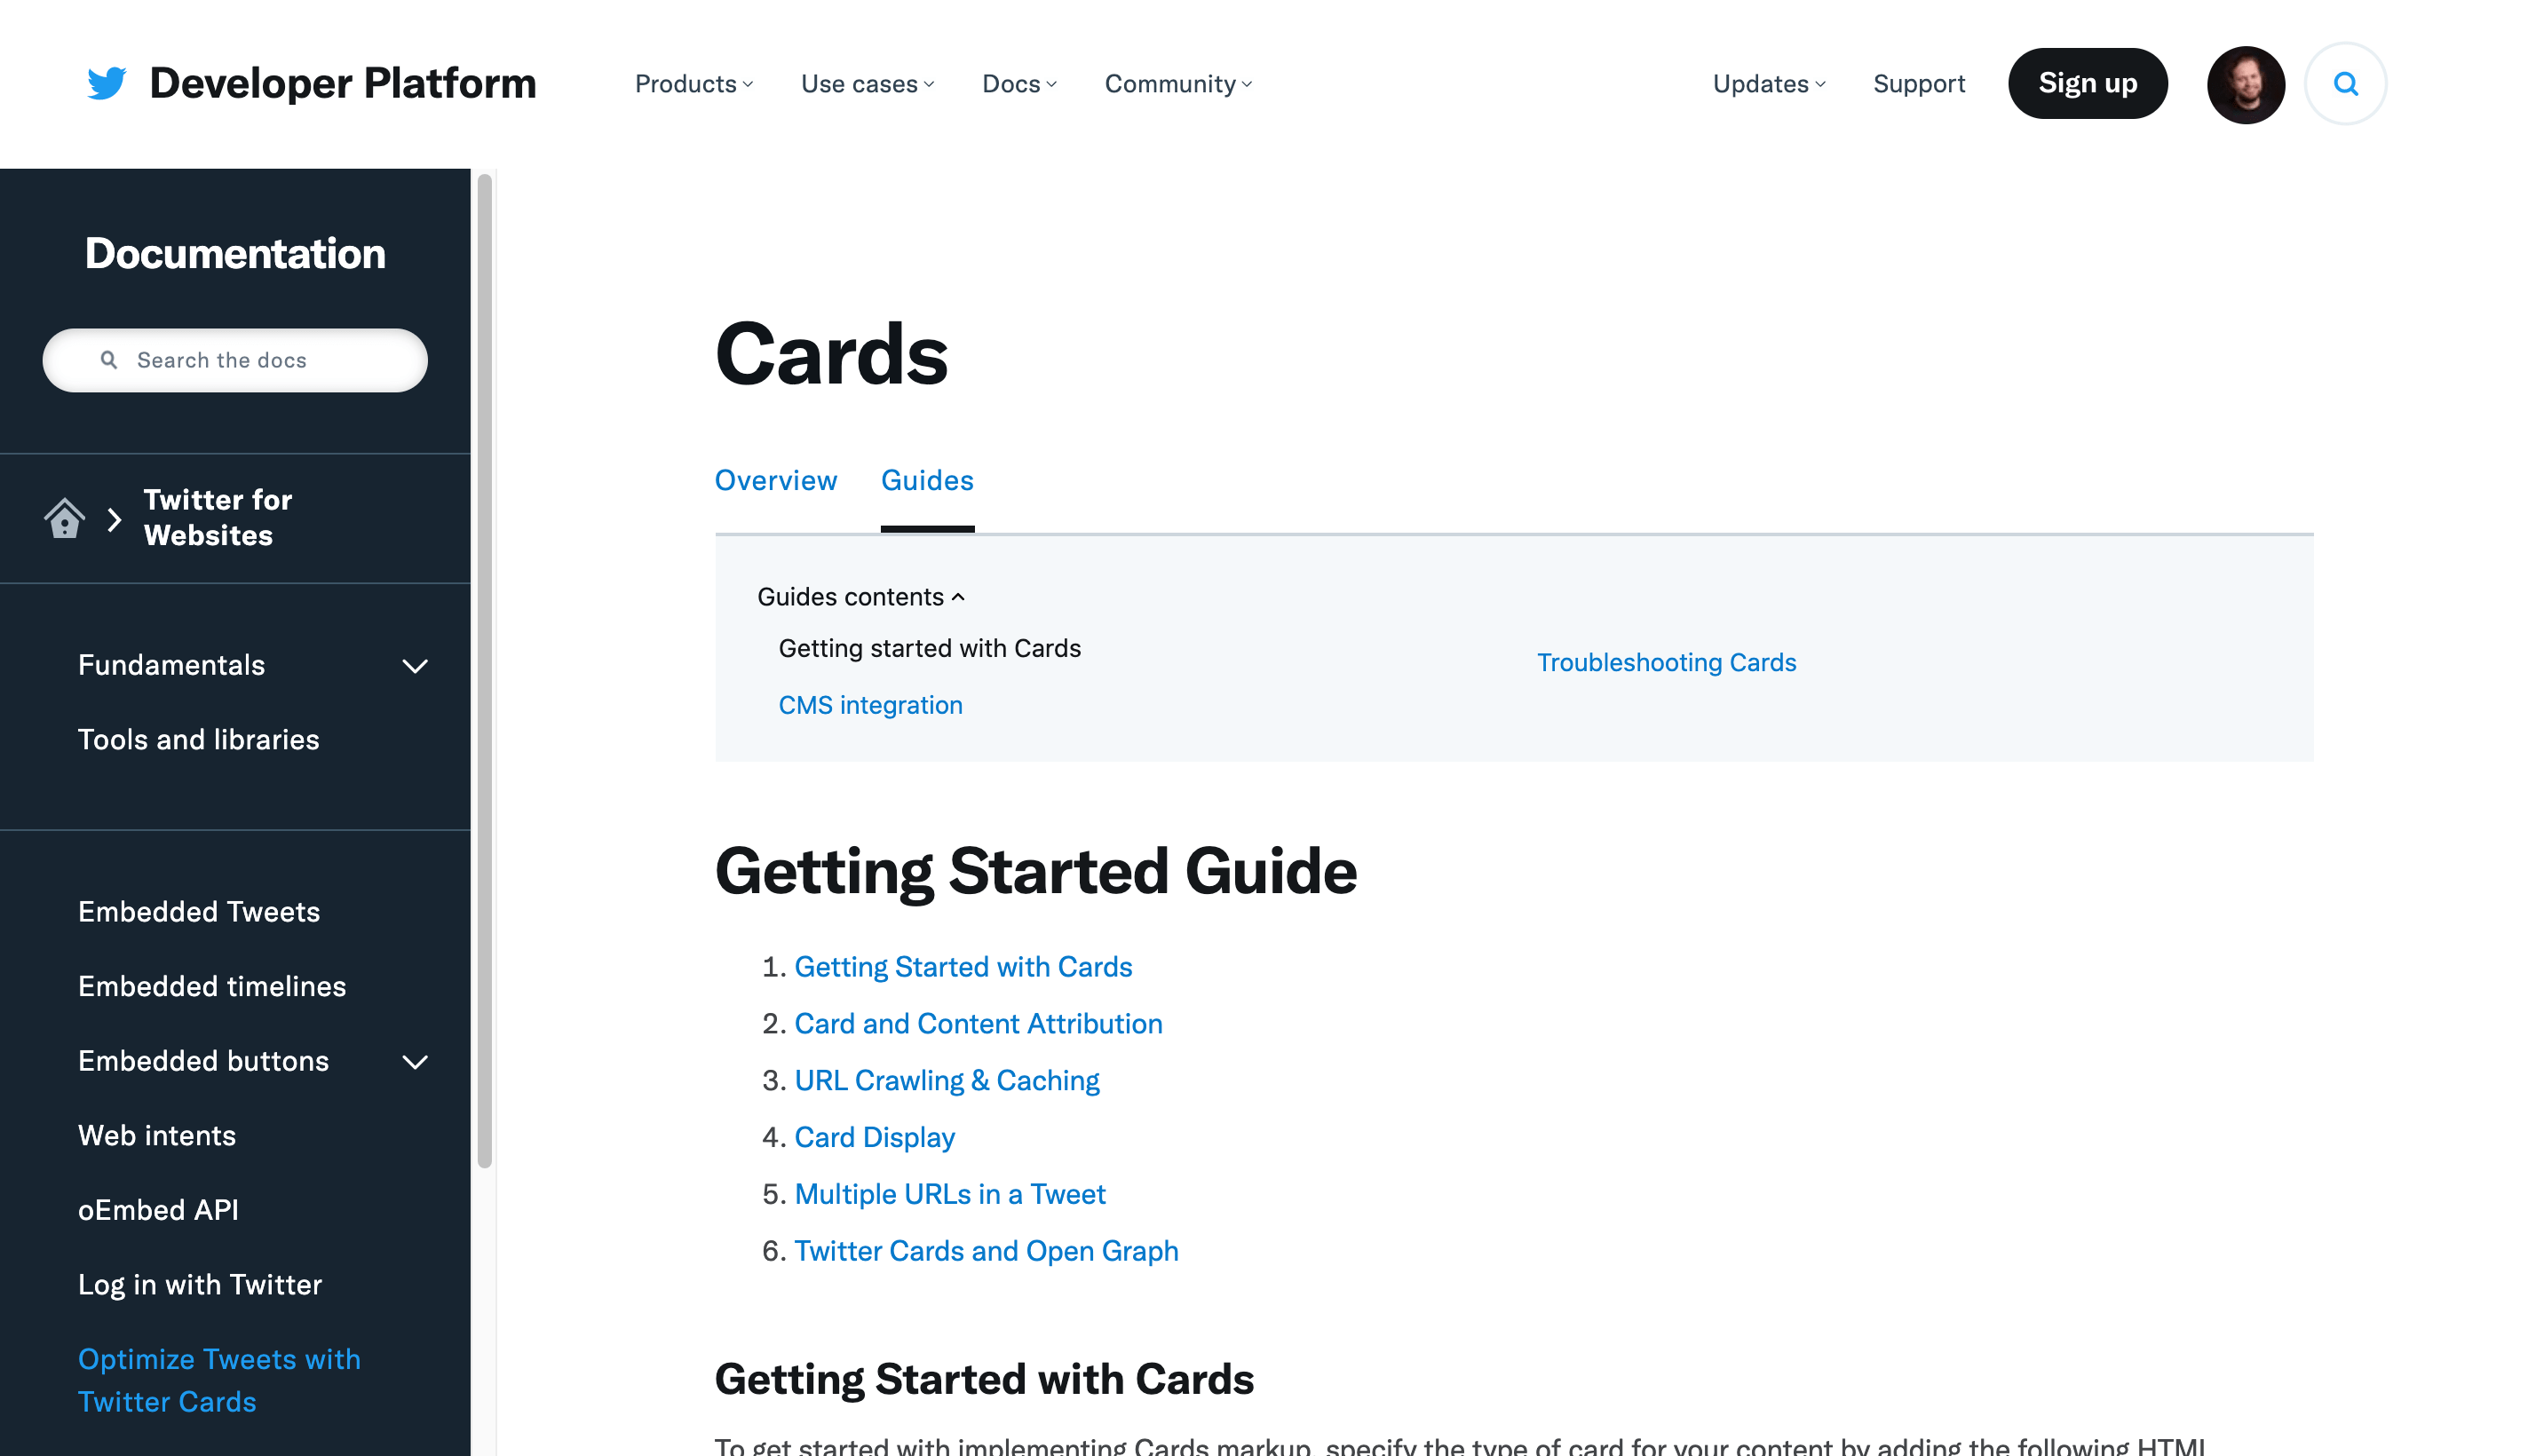 Developer Platform
Products
Use cases
Docs
Community
Updates
Support
Sign up
Documentation
Search the docs
Twitter for
Websites
Fundamentals
Tools and libraries
Embedded Tweets
Embedded timelines
Embedded buttons
Web intents
oEmbed API
Log in with Twitter
Optimize Tweets with
Twitter Cards
Cards
Overview
Guides
Guides contents
Getting started with Cards
CMS integration
Troubleshooting Cards
Getting Started Guide
1. Getting Started with Cards
2. Card and Content Attribution
3. URL Crawling & Caching
4. Card Display
5. Multiple URLs in a Tweet
6. Twitter Cards and Open Graph
Getting Started with Cards
To get started with implementing Cards markup, specify the type of card for your content by adding the following HTML